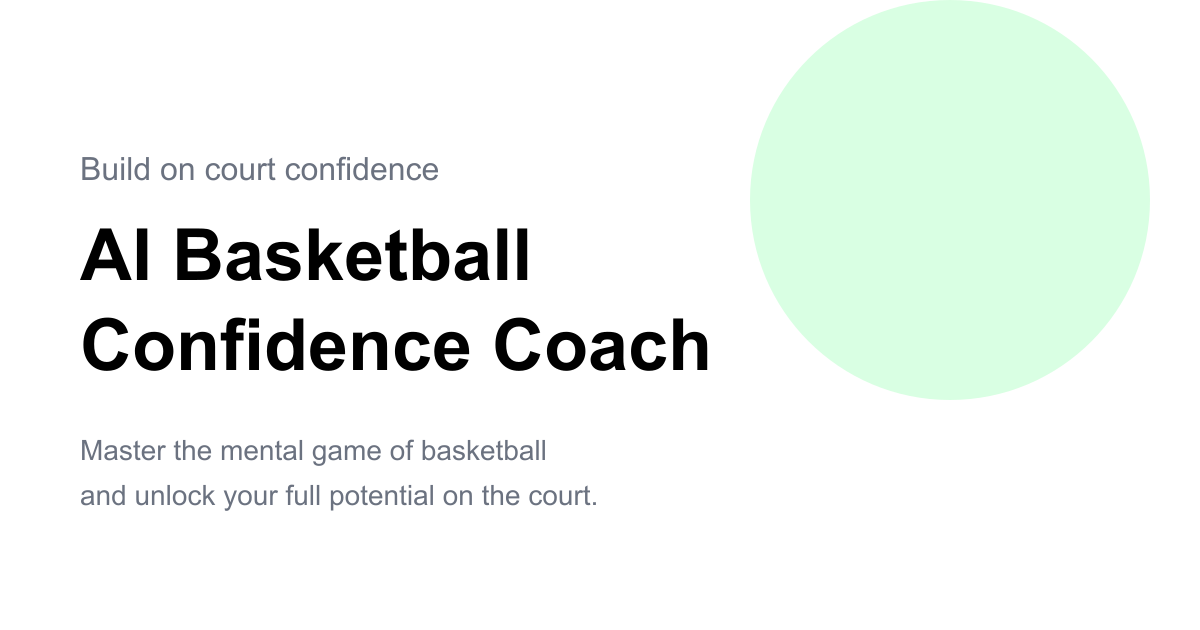 Build on court confidence
AI Basketball
Confidence Coach
Master the mental game of basketball
and unlock your full potential on the court.